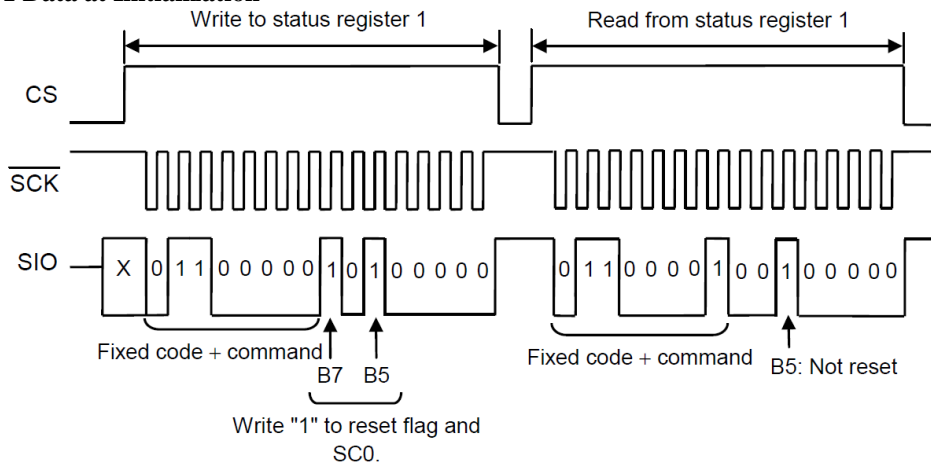 Write to status register 1
Read from status register 1
CS
SCK
SIO
X 0 1 1 0 0 0 0 0 1 0 1 0 0 0 0 0
0 1 1 0 0 0 0 1 0 0 1 0 0 0 0 0
Fixed code + command
B7 B5
Fixed code + command
B5: Not reset
Write "1" to reset flag and
SC0.